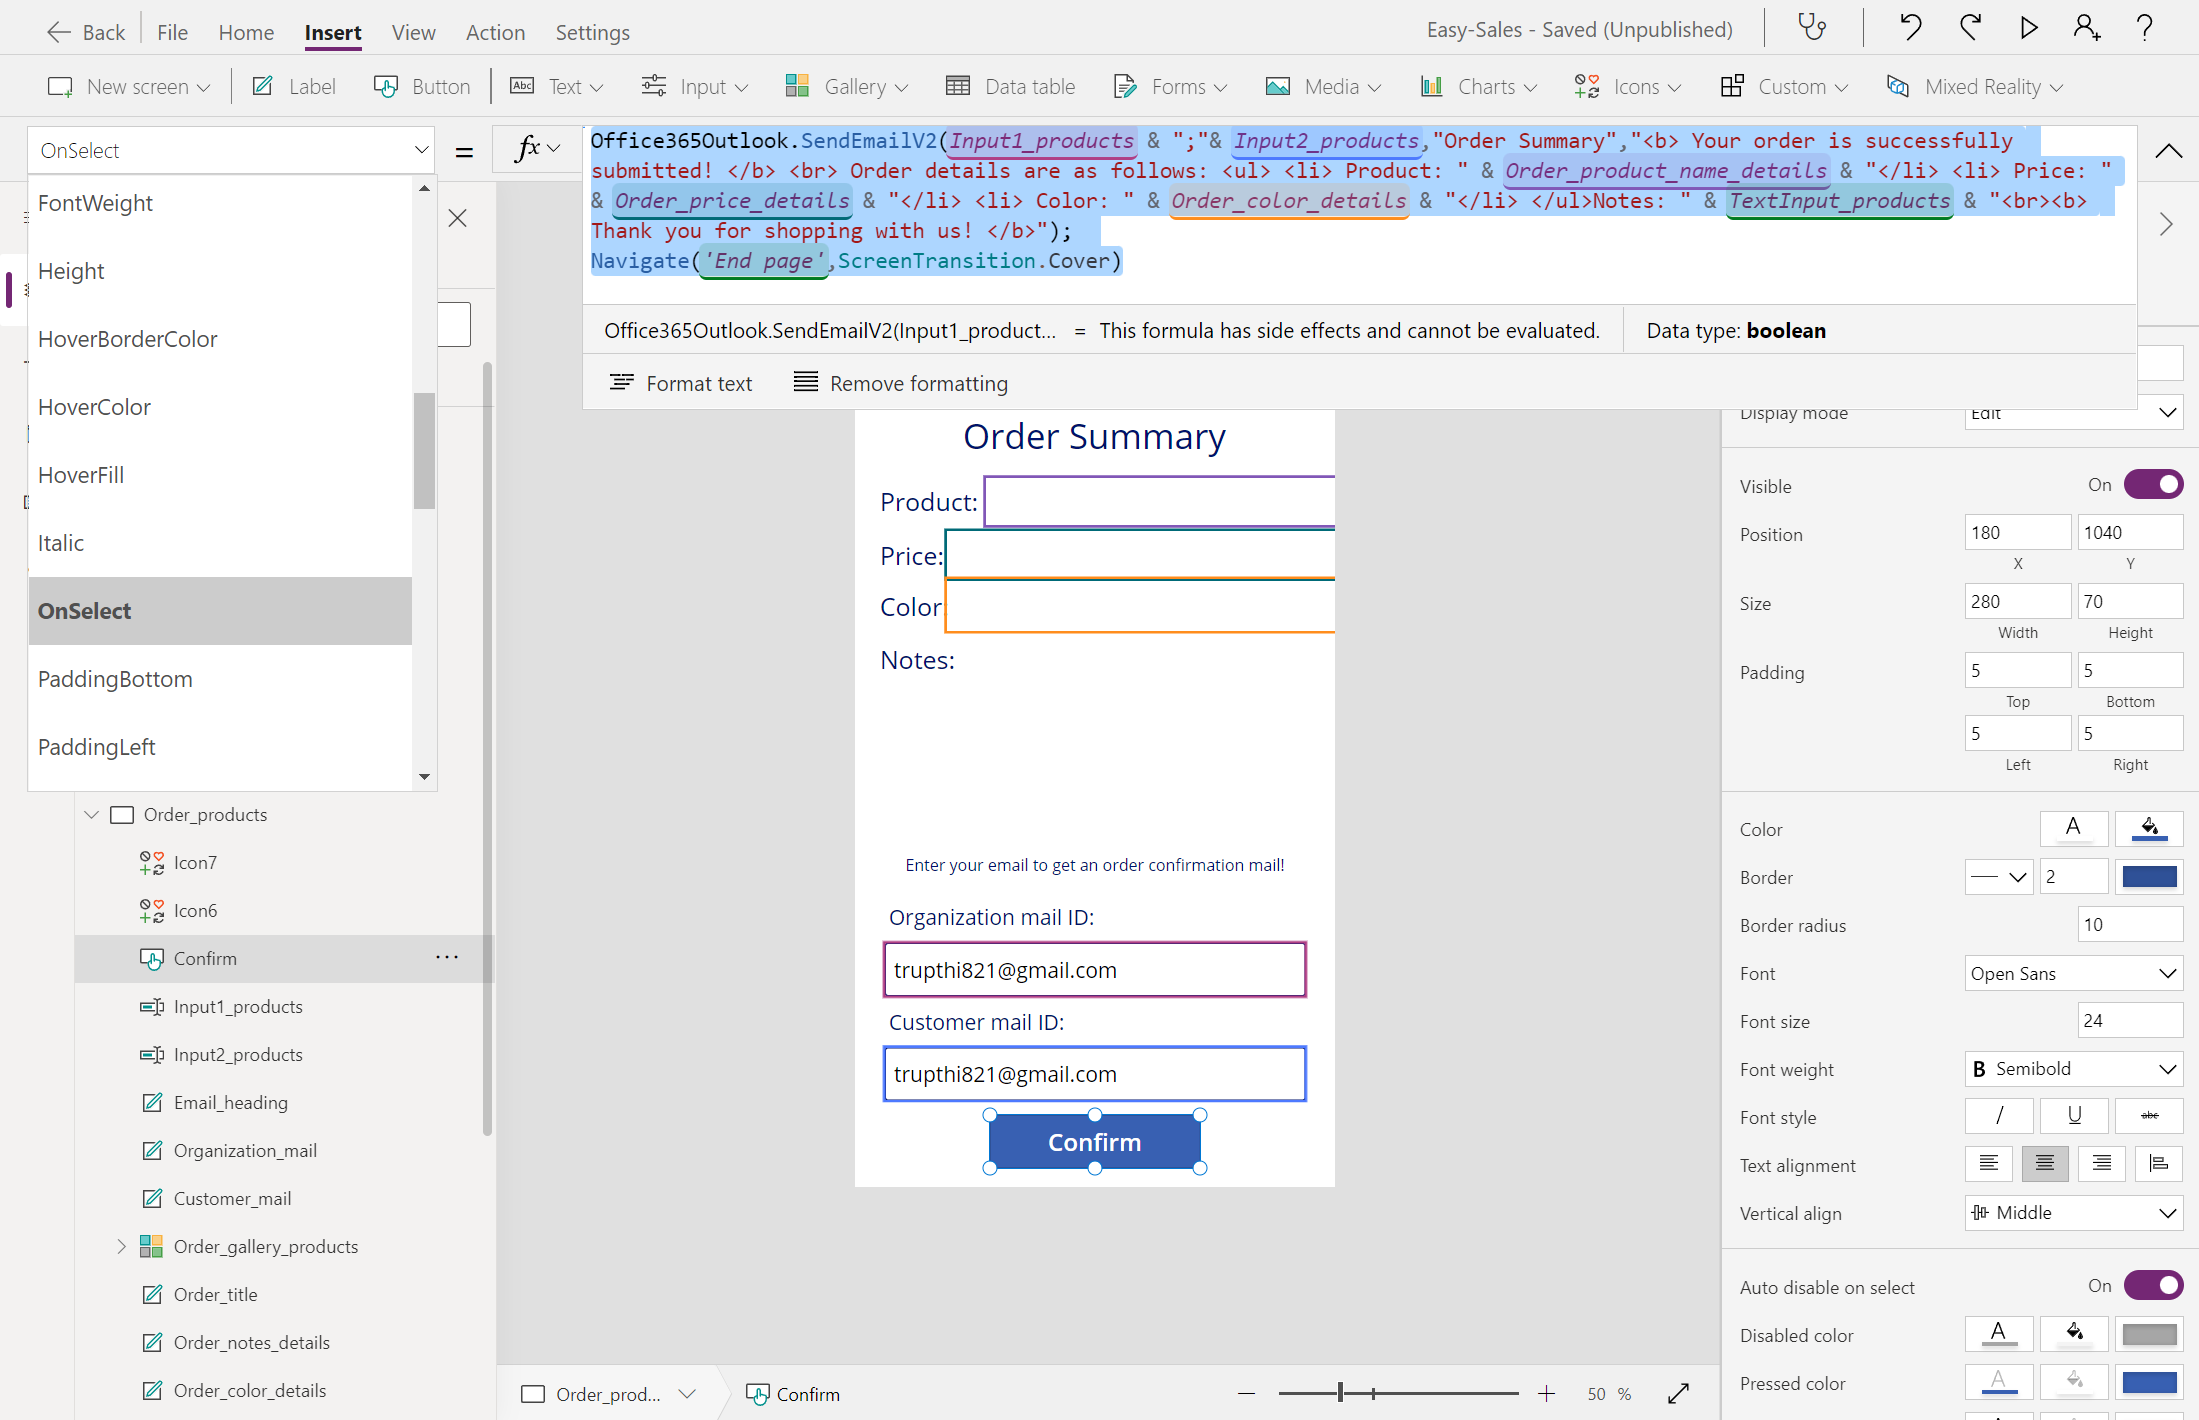 Back File Home Insert View Action Settings Easy-Sales - Saved (Unpublished)
New screen Label Button Abc Text Input Gallery Data table Forms Media Charts Icons Custom Mixed Reality
OnSelect = fx
Office365Outlook.SendEmailV2(Input1_products & ";"& Input2_products,"Order Summary","<b> Your order is successfully
submitted! </b> <br> Order details are as follows: <ul> <li> Product: " & Order_product_name_details & "</li> <li> Price: "
& Order_price_details & "</li> <li> Color: " & Order_color_details & "</li> </ul>Notes: " & TextInput_products & "<br><b>
Thank you for shopping with us! </b>");
Navigate('End page',ScreenTransition.Cover)
Office365Outlook.SendEmailV2(Input1_product... = This formula has side effects and cannot be evaluated. Data type: boolean
Format text Remove formatting
FontWeight
Height
HoverBorderColor
HoverColor
HoverFill
Italic
OnSelect
PaddingBottom
PaddingLeft
Order_products
Icon7
Icon6
Confirm ...
Input1_products
Input2_products
Email_heading
Organization_mail
Customer_mail
Order_gallery_products
Order_title
Order_notes_details
Order_color_details
Order Summary
Product:
Price:
Color
Notes:
Enter your email to get an order confirmation mail!
Organization mail ID:
trupthi821@gmail.com
Customer mail ID:
trupthi821@gmail.com
Confirm
Order_prod... Confirm 50 %
Display mode Edit
Visible On
Position 180 1040
X Y
Size 280 70
Width Height
Padding 5 5
Top Bottom
5 5
Left Right
Color A
Border 2
Border radius 10
Font Open Sans
Font size 24
Font weight B Semibold
Font style / U abc
Text alignment
Vertical align Middle
Auto disable on select On
Disabled color A
Pressed color A